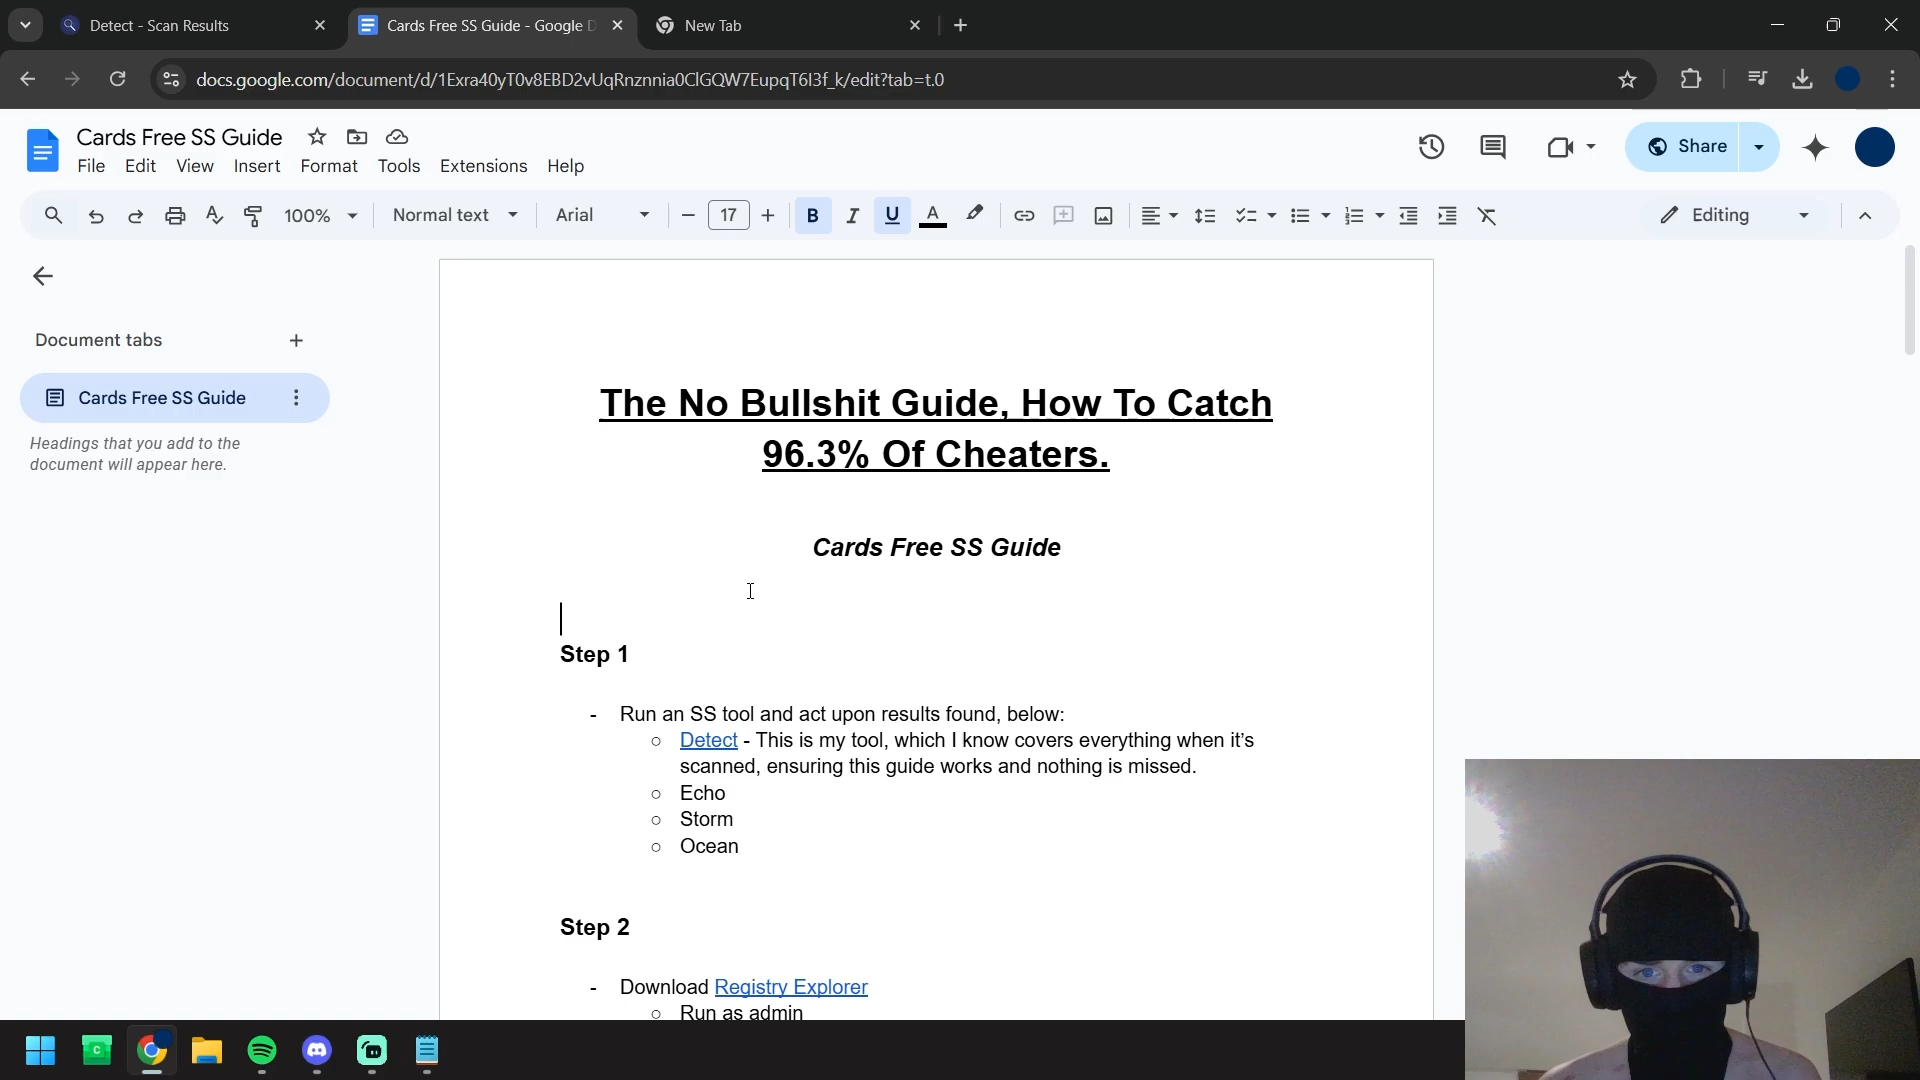 Detect - Scan Results
Cards Free SS Guide - Google D
New Tab
docs.google.com/document/d/1Exra40yT0v8EBD2vUqRnznnia0ClGQW7EupqT6I3f_k/edit?tab=t.0
Cards Free SS Guide
File Edit View Insert Format Tools Extensions Help
Share
100% Normal text Arial 17 B I U A Editing
Document tabs
Cards Free SS Guide
Headings that you add to the
document will appear here.
The No Bullshit Guide, How To Catch
96.3% Of Cheaters.
Cards Free SS Guide
Step 1
- Run an SS tool and act upon results found, below:
○ Detect - This is my tool, which I know covers everything when it's
scanned, ensuring this guide works and nothing is missed.
○ Echo
○ Storm
○ Ocean
Step 2
- Download Registry Explorer
○ Run as admin